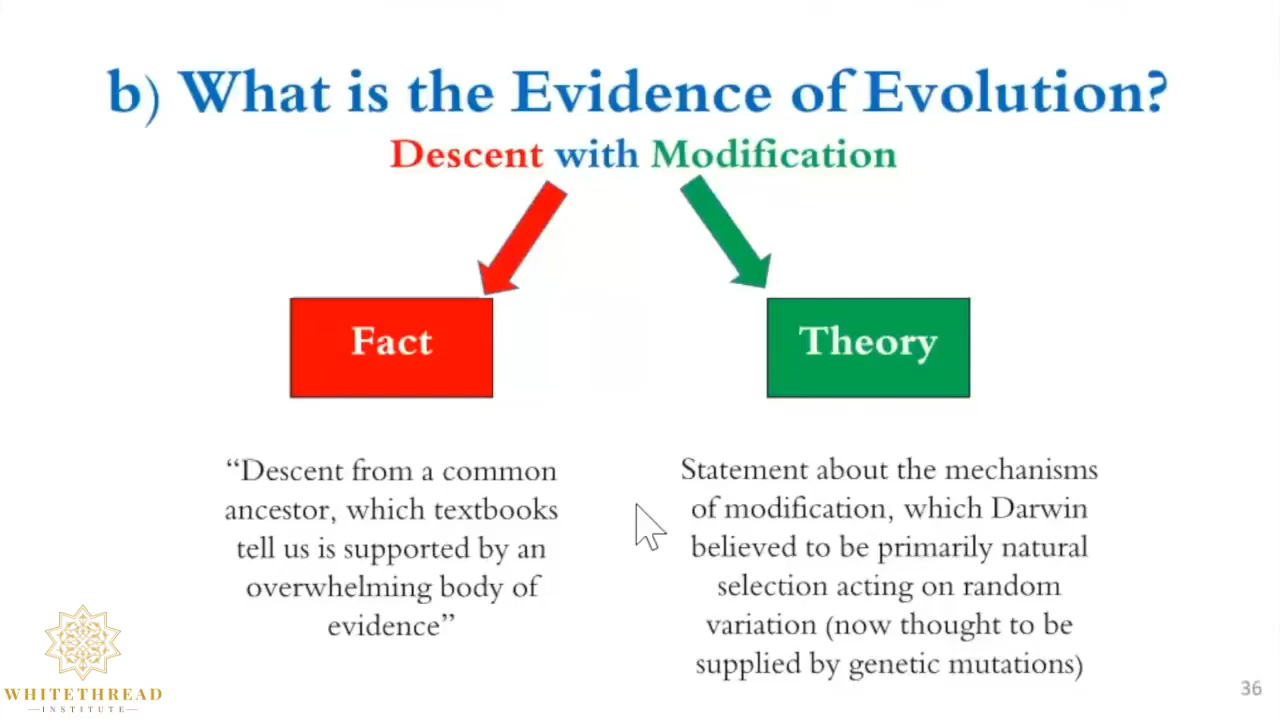 b) What is the Evidence of Evolution?
Descent with Modification
Fact
Theory
“Descent from a common
ancestor, which textbooks
tell us is supported by an
overwhelming body of
evidence”
Statement about the mechanisms
of modification, which Darwin
believed to be primarily natural
selection acting on random
variation (now thought to be
supplied by genetic mutations)
WHITETHREAD
INSTITUTE
36